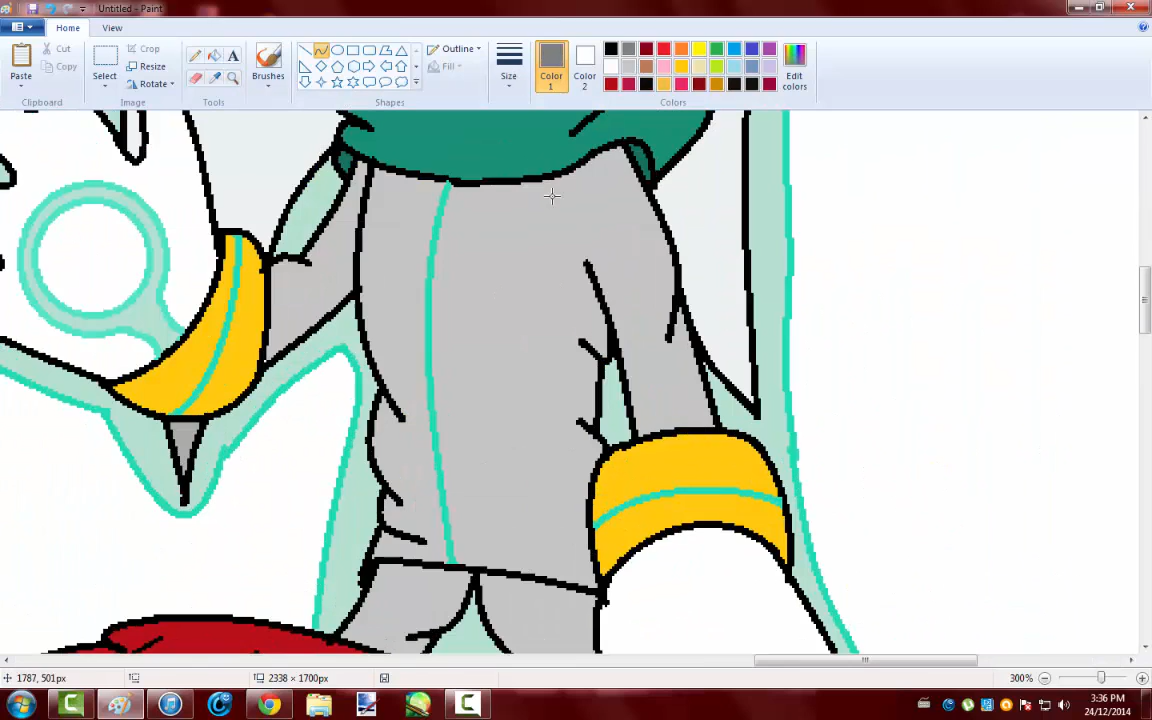 Untitled - Paint
Home
View
Paste
Cut
Copy
Clipboard
Select
Crop
Resize
Rotate
Image
A
Tools
Brushes
Outline
Fill
Shapes
Size
Color
1
Color
2
Edit
colors
Colors
1787, 501px
2338 × 1700px
300%
3:36 PM
24/12/2014